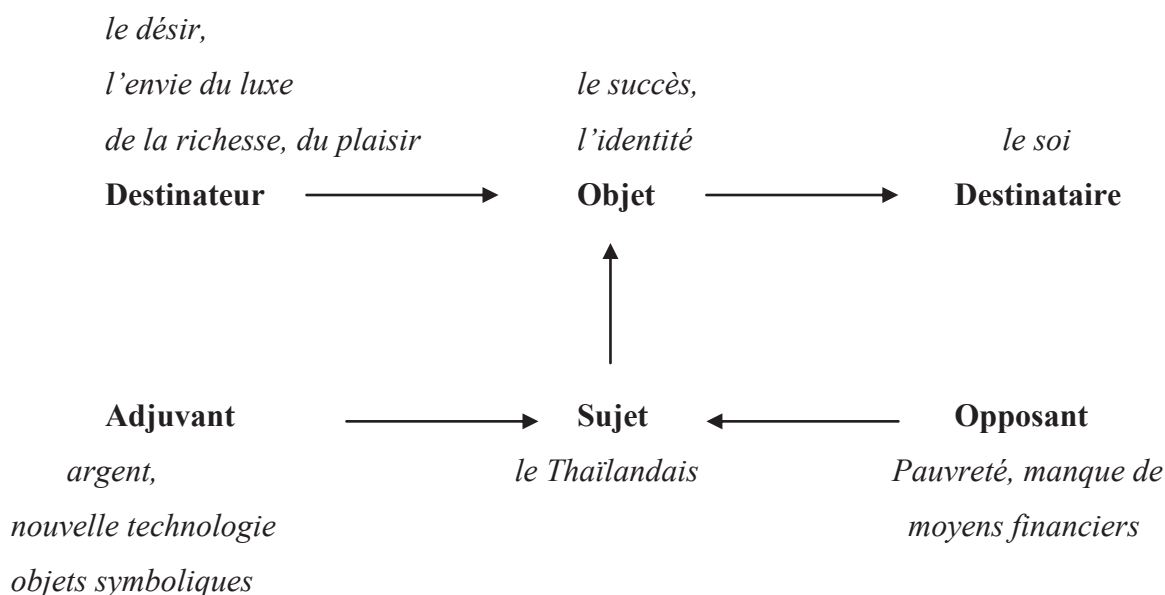 le désir,
l’envie du luxe le succès,
de la richesse, du plaisir l’identité le soi
Destinateur Objet Destinataire
Adjuvant Sujet Opposant
argent, le Thaïlandais Pauvreté, manque de
nouvelle technologie moyens financiers
objets symboliques